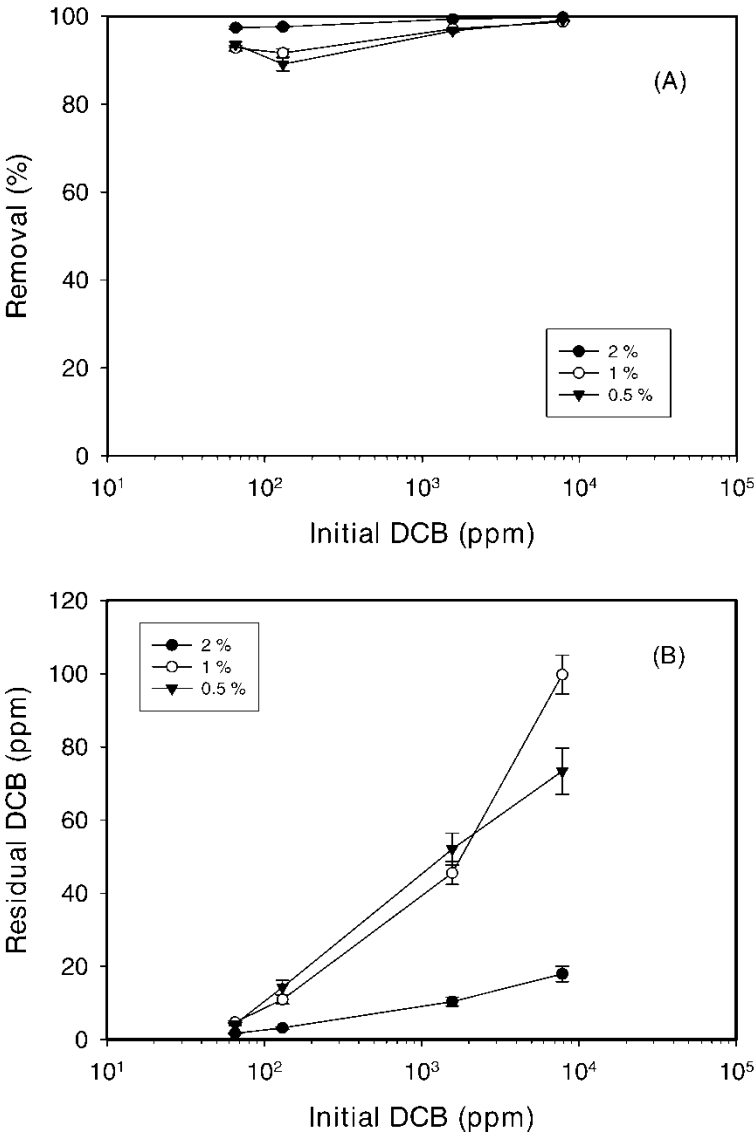 100
80
60
40
20
0
Removal (%)
(A)
2 %
1 %
0.5 %
10¹ 10² 10³ 10⁴ 10⁵
Initial DCB (ppm)
120
100
80
60
40
20
0
Residual DCB (ppm)
2 %
1 %
0.5 %
(B)
10¹ 10² 10³ 10⁴ 10⁵
Initial DCB (ppm)